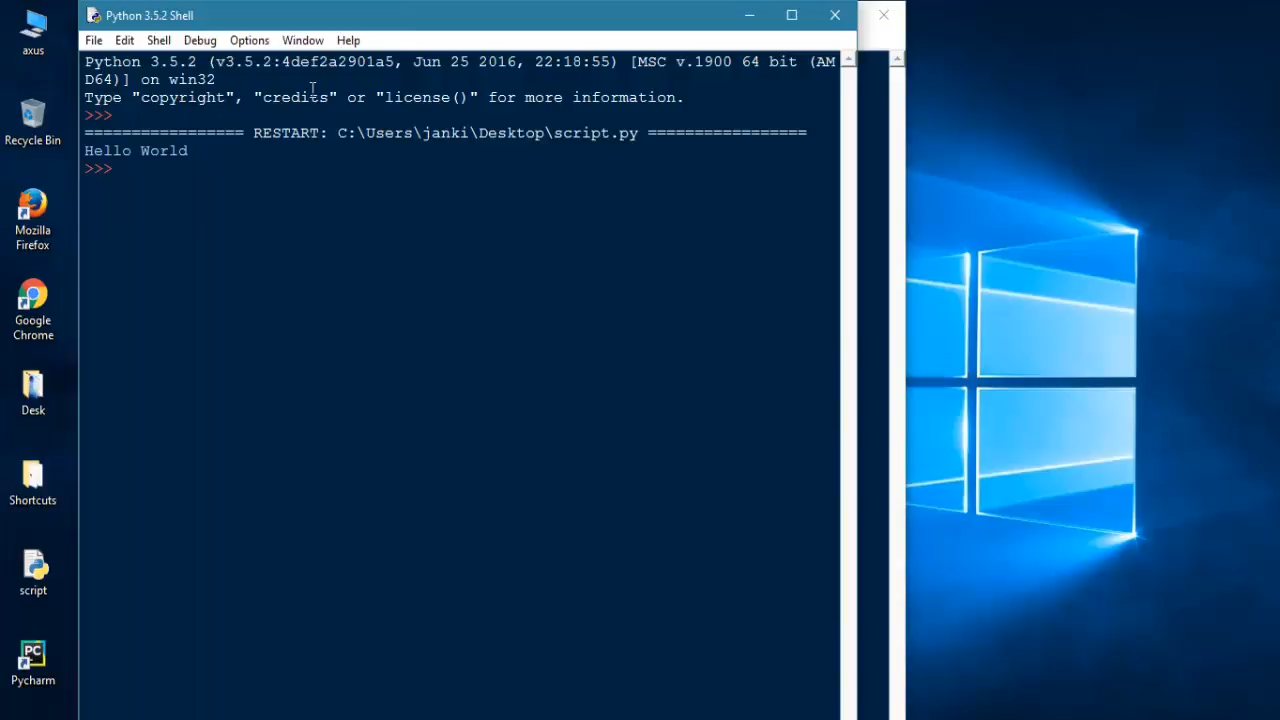 Python 3.5.2 Shell
File Edit Shell Debug Options Window Help
Python 3.5.2 (v3.5.2:4def2a2901a5, Jun 25 2016, 22:18:55) [MSC v.1900 64 bit (AM
D64)] on win32
Type "copyright", "credits" or "license()" for more information.
>>>
================= RESTART: C:\Users\janki\Desktop\script.py =================
Hello World
>>>
axus
Recycle Bin
Mozilla
Firefox
Google
Chrome
Desk
Shortcuts
script
PC
Pycharm